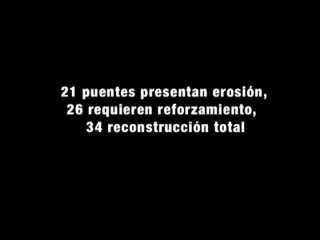 21 puentes presentan erosión,
26 requieren reforzamiento,
34 reconstrucción total